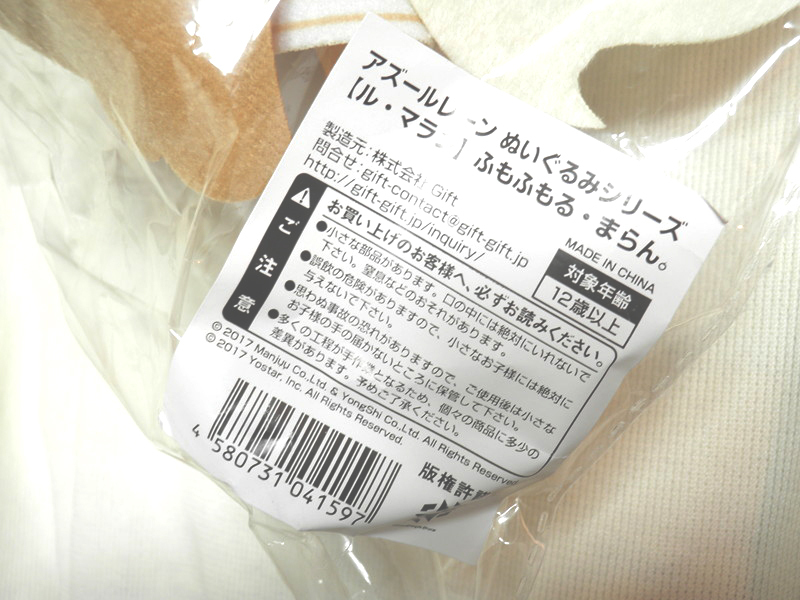 アズールレーン ぬいぐるみシリーズ
【ル・マラン】ふもふもる・まらん。
製造元：株式会社 Gift
問合せ：gift-contact@gift-gift.jp
http://gift-gift.jp/inquiry/
MADE IN CHINA
対象年齢
12歳以上
ご注意
お買い上げのお客様へ、必ずお読みください。
●小さな部品があります。口の中には絶対にいれないで
下さい。窒息などのおそれがあります。
●誤飲の危険がありますので、小さなお子様には絶対に
与えないで下さい。
●思わぬ事故の恐れがありますので、ご使用後は小さな
お子様の手の届かないところに保管して下さい。
●多くの工程が手作業となるため、個々の商品に多少の
差異があります。予めご了承ください。
© 2017 Manjuu Co.,Ltd. & YongShi Co.,Ltd. All Rights Reserved.
© 2017 Yostar, Inc. All Rights Reserved.
4 580731 041597
版権許諾